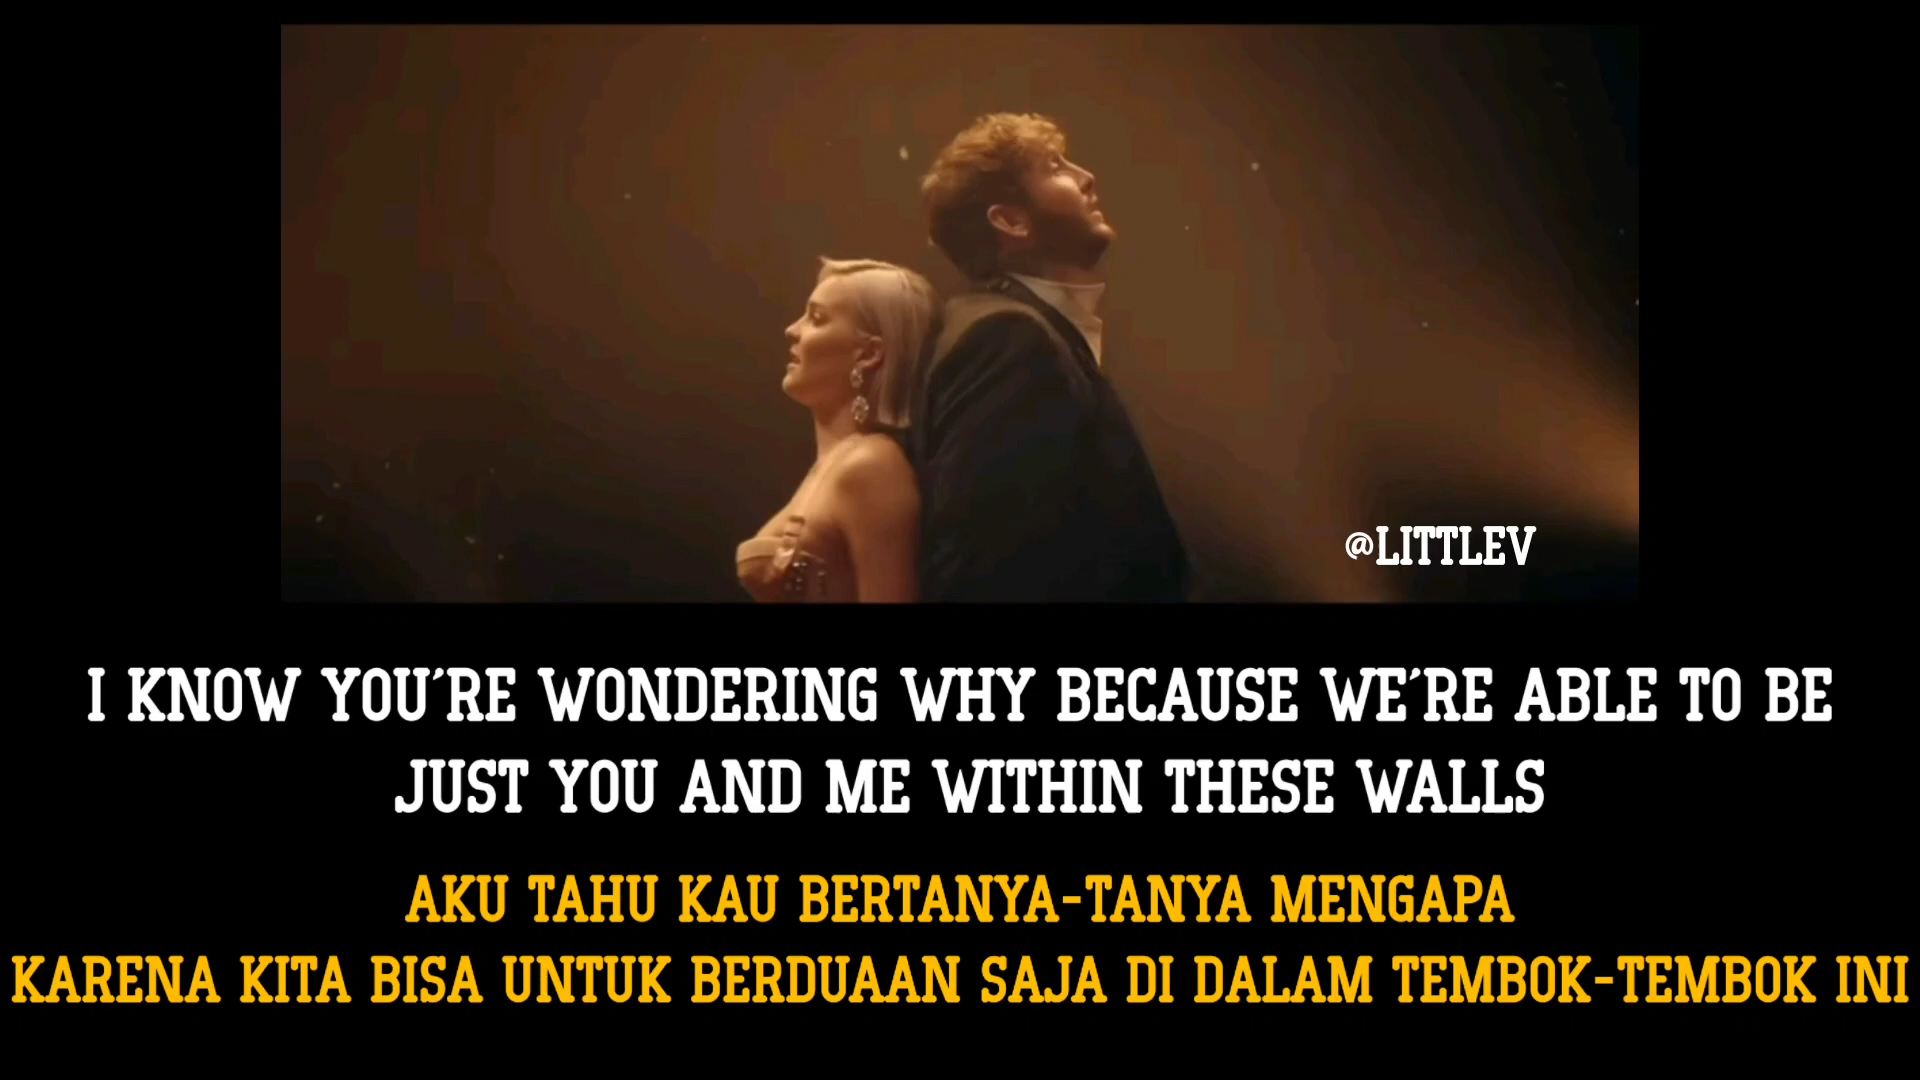 @LITTLEV
I KNOW YOU'RE WONDERING WHY BECAUSE WE'RE ABLE TO BE
JUST YOU AND ME WITHIN THESE WALLS
AKU TAHU KAU BERTANYA-TANYA MENGAPA
KARENA KITA BISA UNTUK BERDUAAN SAJA DI DALAM TEMBOK-TEMBOK INI